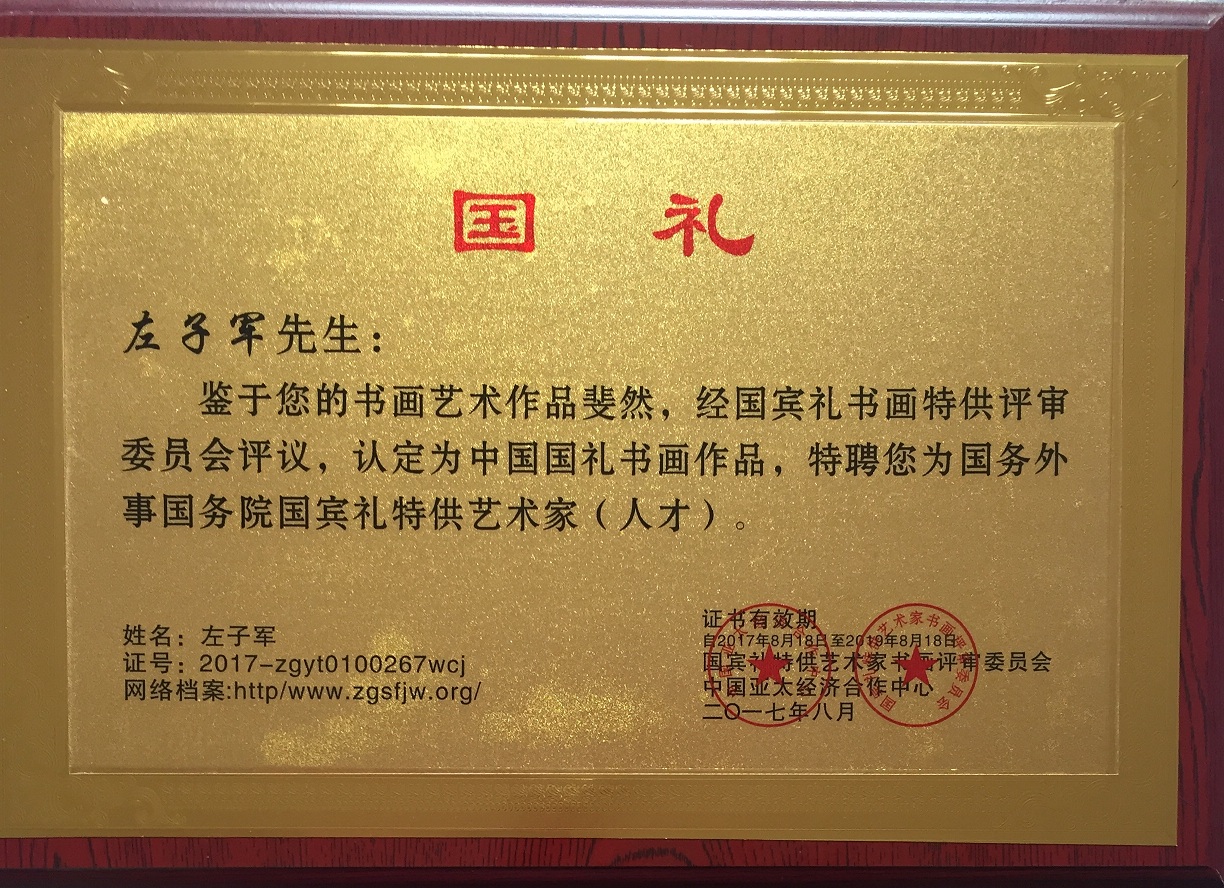 国 礼
左子军先生：
鉴于您的书画艺术作品斐然，经国宾礼书画特供评审
委员会评议，认定为中国国礼书画作品，特聘您为国务外
事国务院国宾礼特供艺术家（人才）。
姓名：左子军
证号：2017-zgyt0100267wcj
网络档案:http/www.zgsfjw.org/
证书有效期
自2017年8月18日至2019年8月18日
国宾礼特供艺术家书画评审委员会
中国亚太经济合作中心
二〇一七年八月